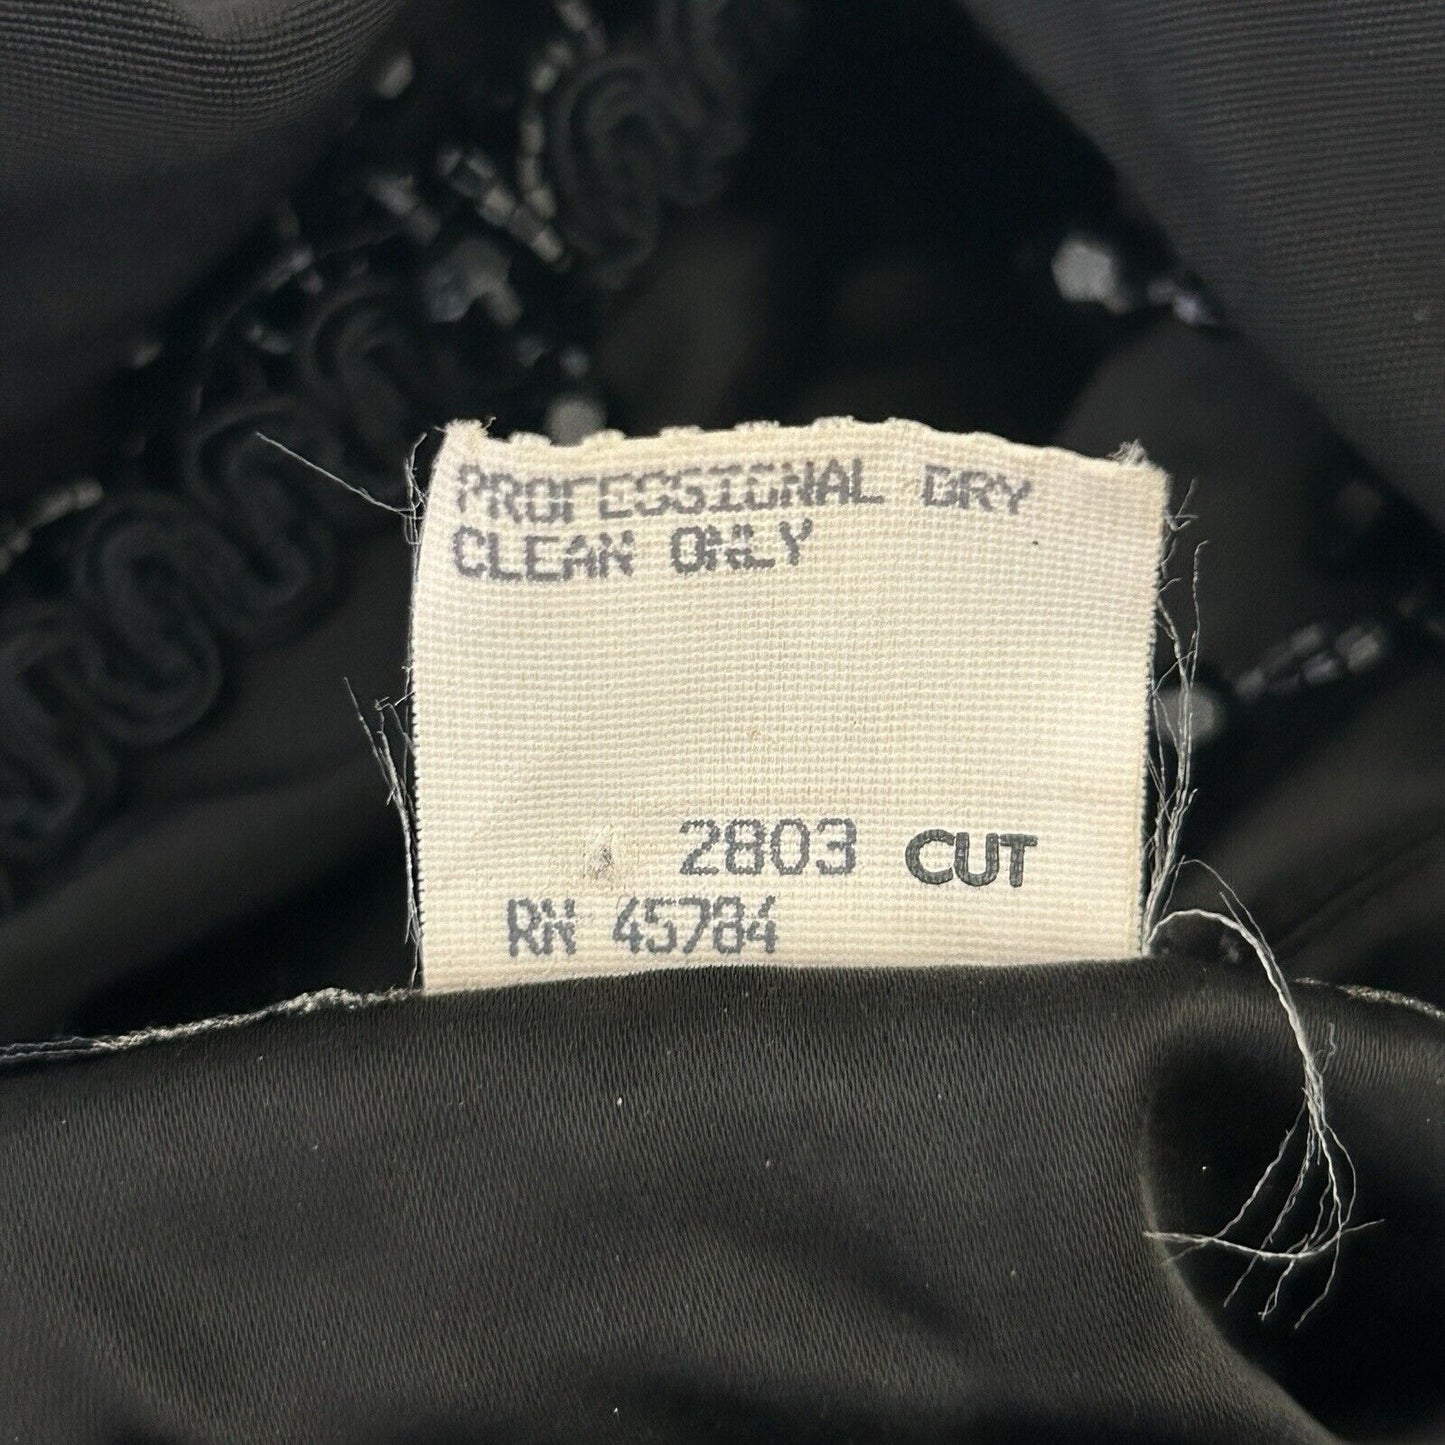 PROFESSIONAL DRY
CLEAN ONLY
2803 CUT
RN 45784